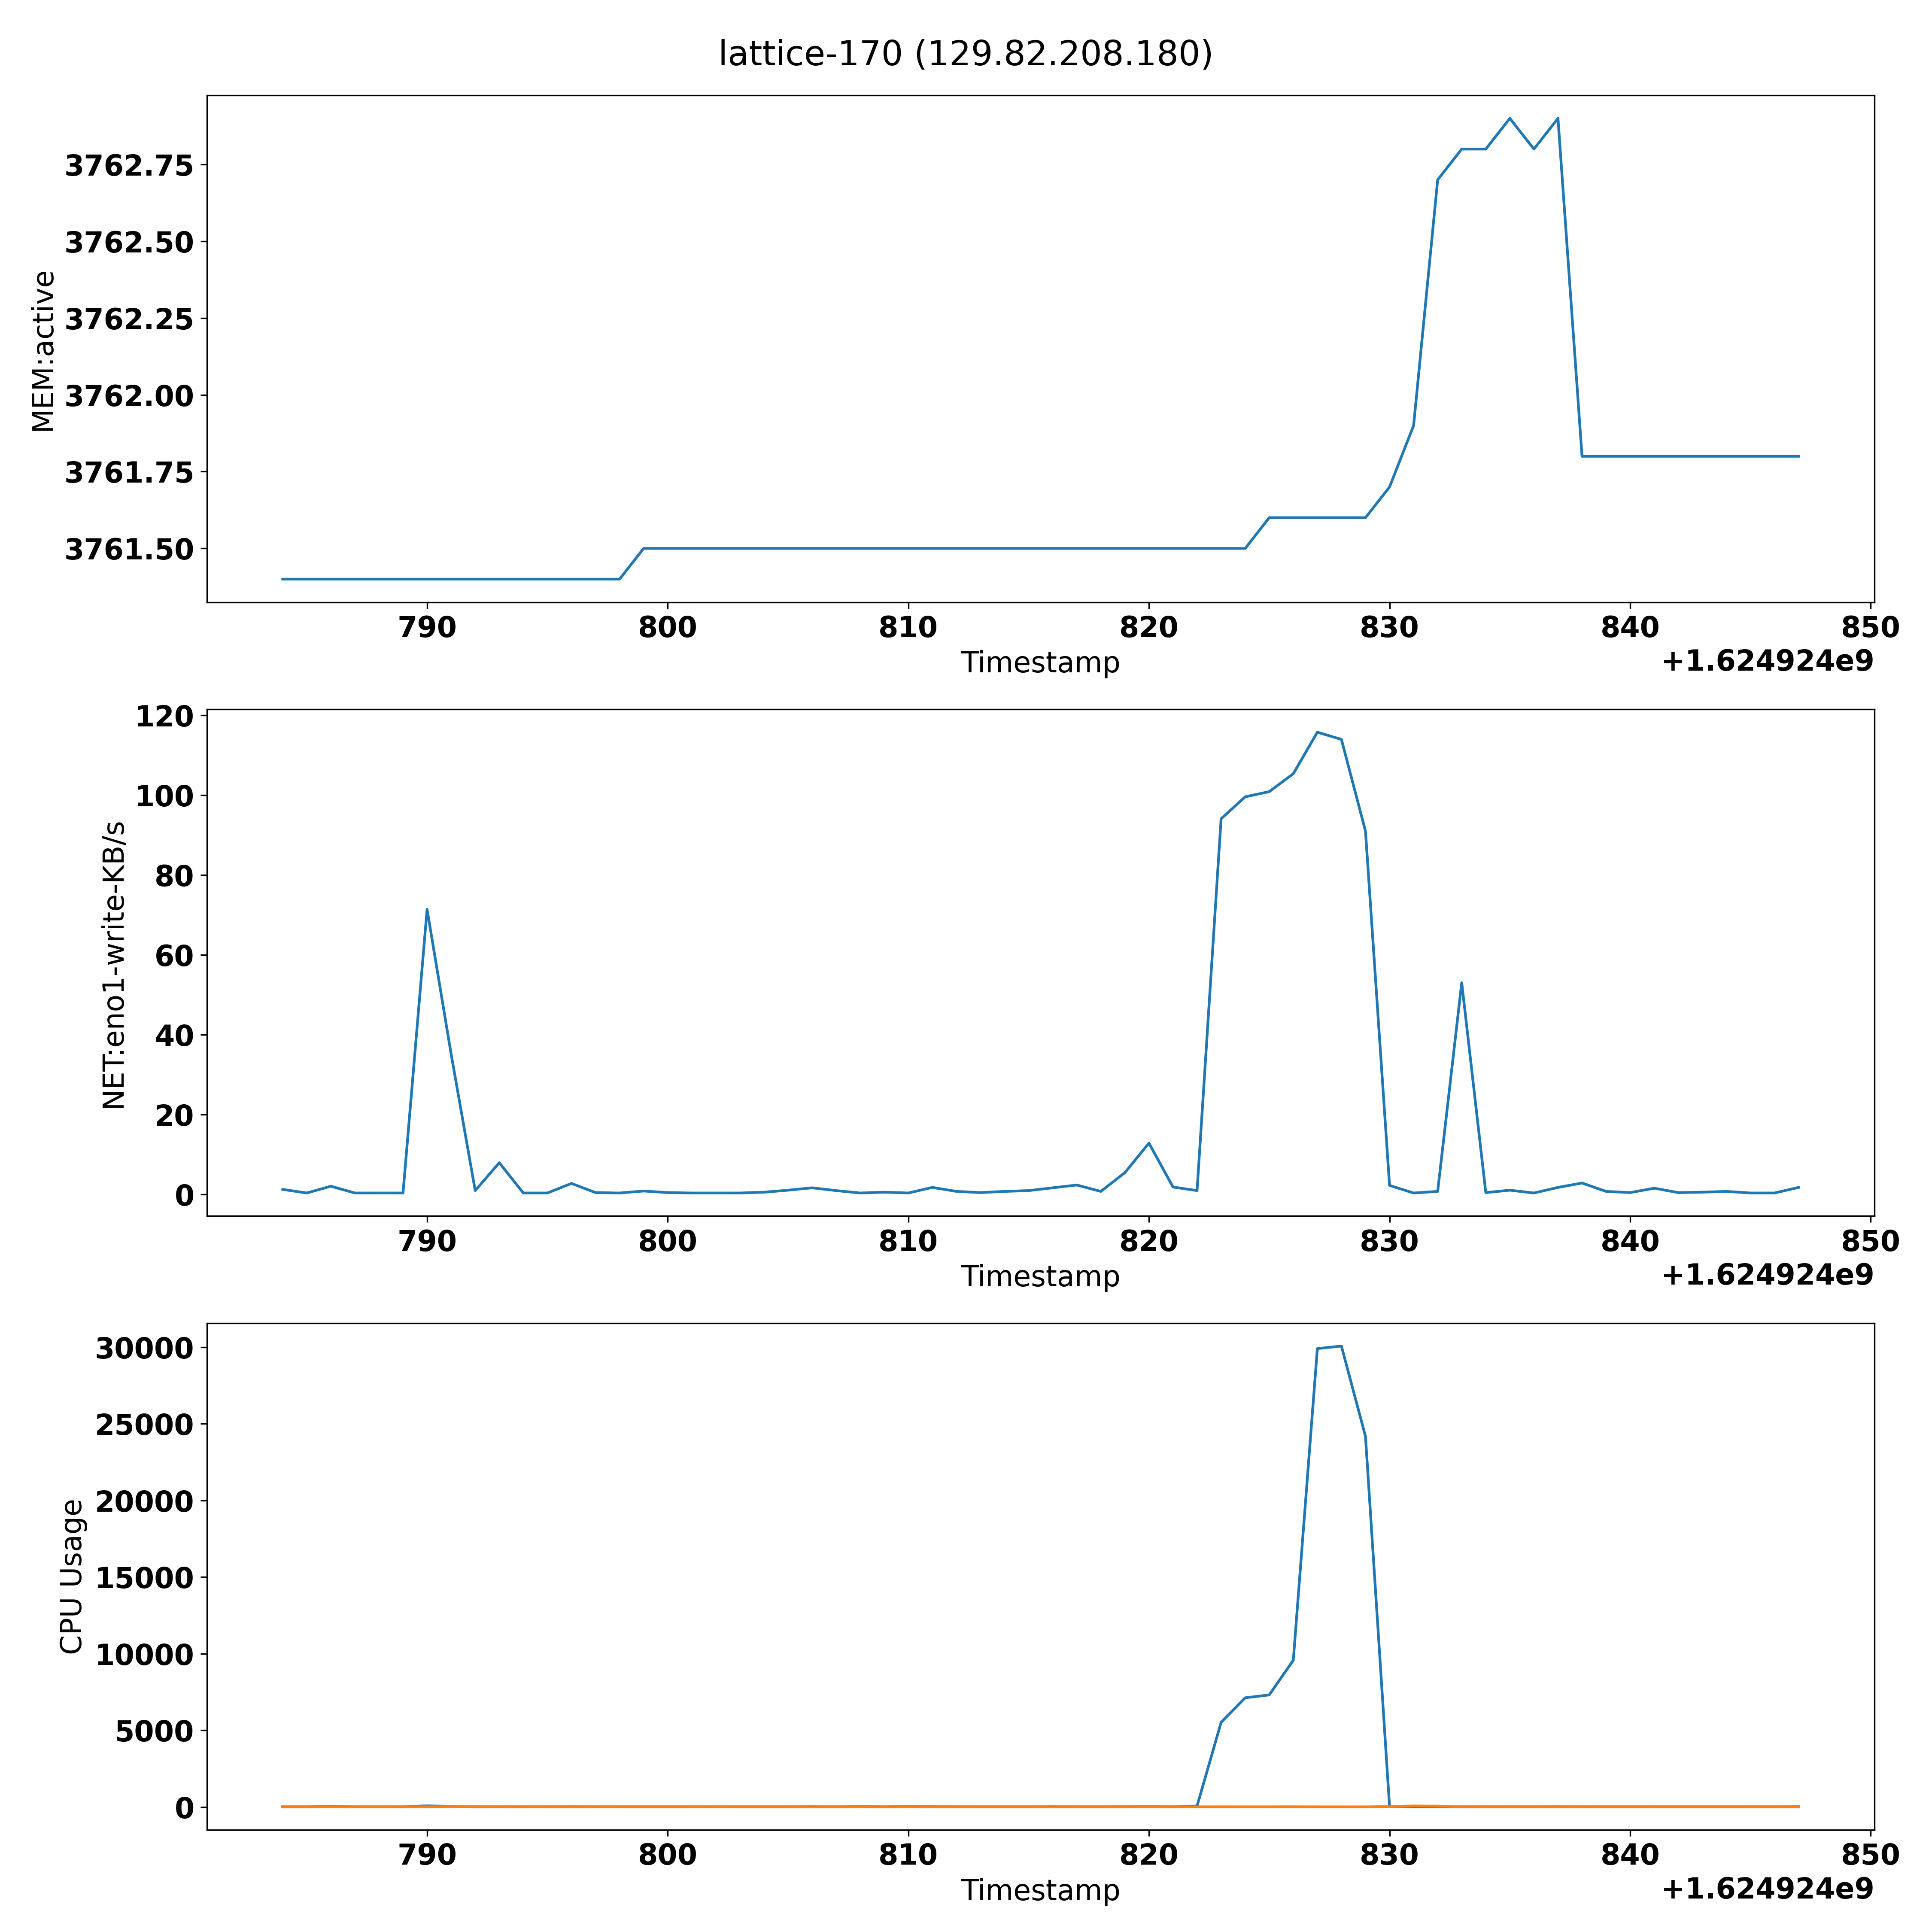 lattice-170 (129.82.208.180)
MEM:active
3762.75
3762.50
3762.25
3762.00
3761.75
3761.50
790 800 810 820 830 840 850
Timestamp
+1.624924e9
NET:eno1-write-KB/s
120
100
80
60
40
20
0
790 800 810 820 830 840 850
Timestamp
+1.624924e9
CPU Usage
30000
25000
20000
15000
10000
5000
0
790 800 810 820 830 840 850
Timestamp
+1.624924e9